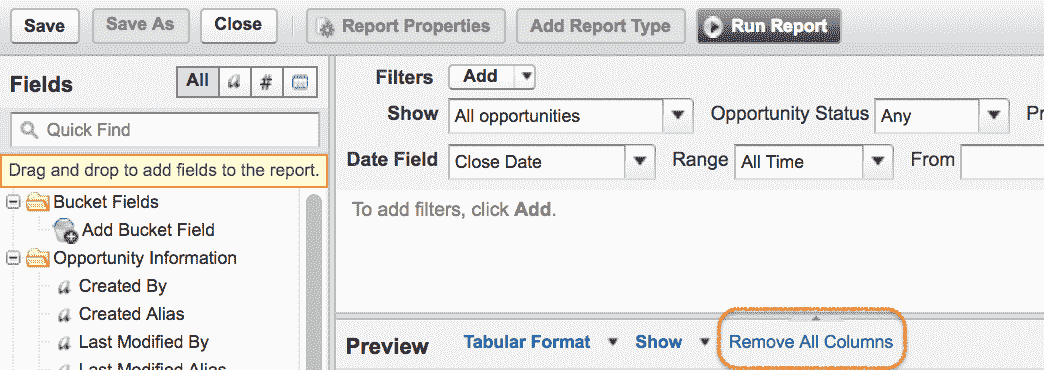 Save Save As Close Report Properties Add Report Type Run Report
Fields All a #
Quick Find
Drag and drop to add fields to the report.
Bucket Fields
Add Bucket Field
Opportunity Information
a Created By
a Created Alias
a Last Modified By
a Last Modified Alias
Filters Add
Show All opportunities Opportunity Status Any Pr
Date Field Close Date Range All Time From
To add filters, click Add.
Preview Tabular Format Show Remove All Columns